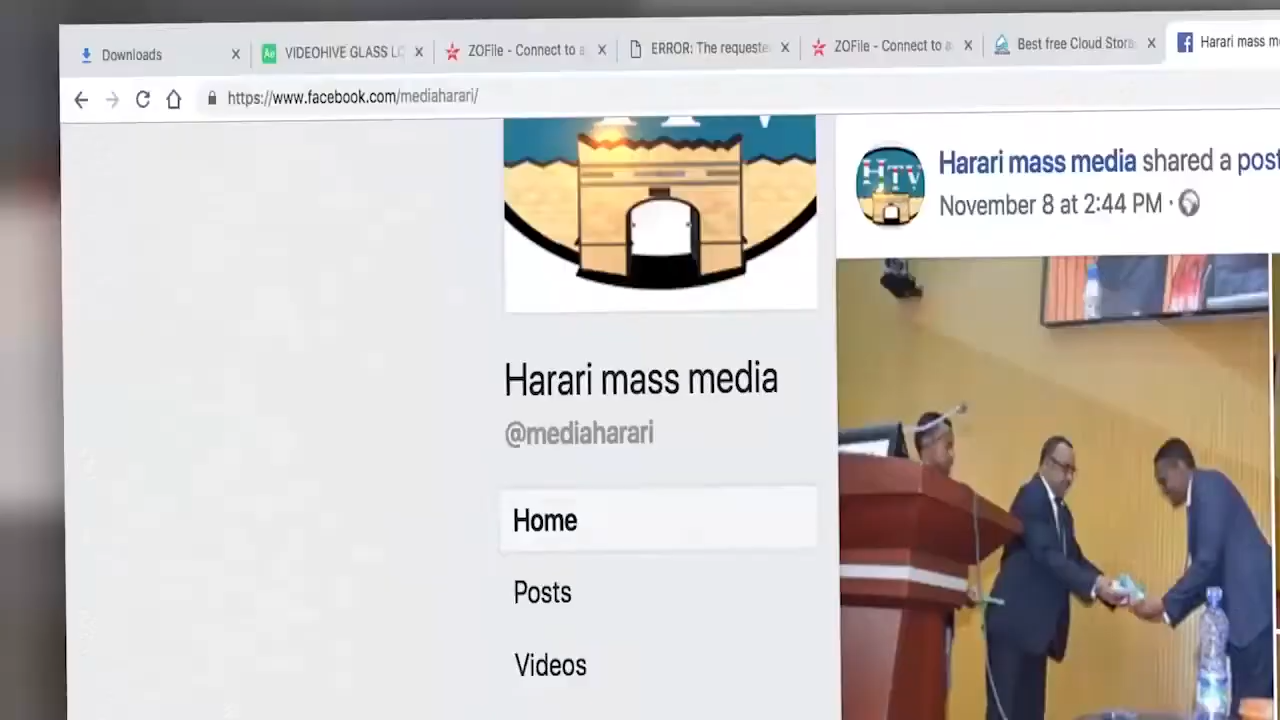 Downloads
VIDEOHIVE GLASS LO
ZOFile - Connect to a
ERROR: The requeste
ZOFile - Connect to a
Best free Cloud Stora
Harari mass me
https://www.facebook.com/mediaharari/
HTV
Harari mass media shared a post
November 8 at 2:44 PM
Harari mass media
@mediaharari
Home
Posts
Videos